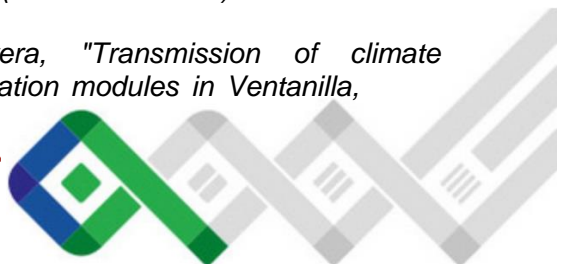 era, "Transmission of climate
ation modules in Ventanilla,